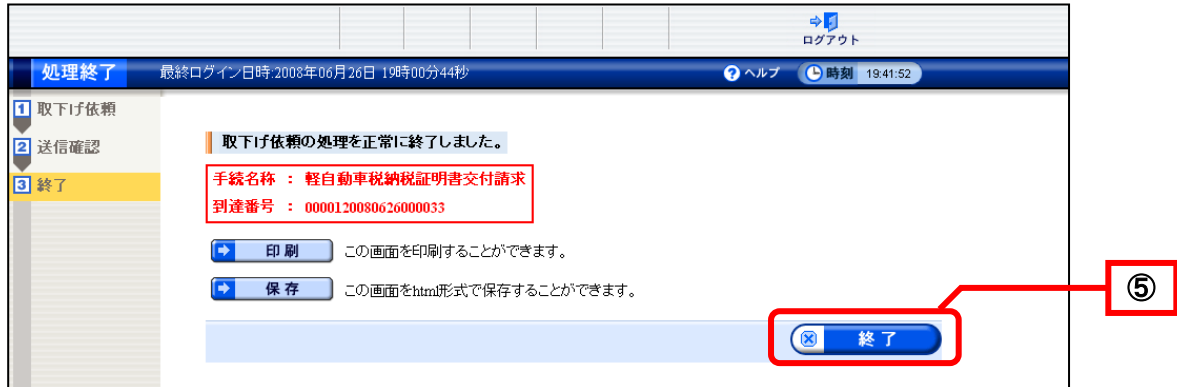 ログアウト
処理終了 最終ログイン日時:2008年06月26日 19時00分44秒 ヘルプ 時刻 19:41:52
1 取下げ依頼
2 送信確認
3 終了
取下げ依頼の処理を正常に終了しました。
手続名称 : 軽自動車税納税証明書交付請求
到達番号 : 0000120080626000033
印刷 この画面を印刷することができます。
保存 この画面をhtml形式で保存することができます。
終了
⑤